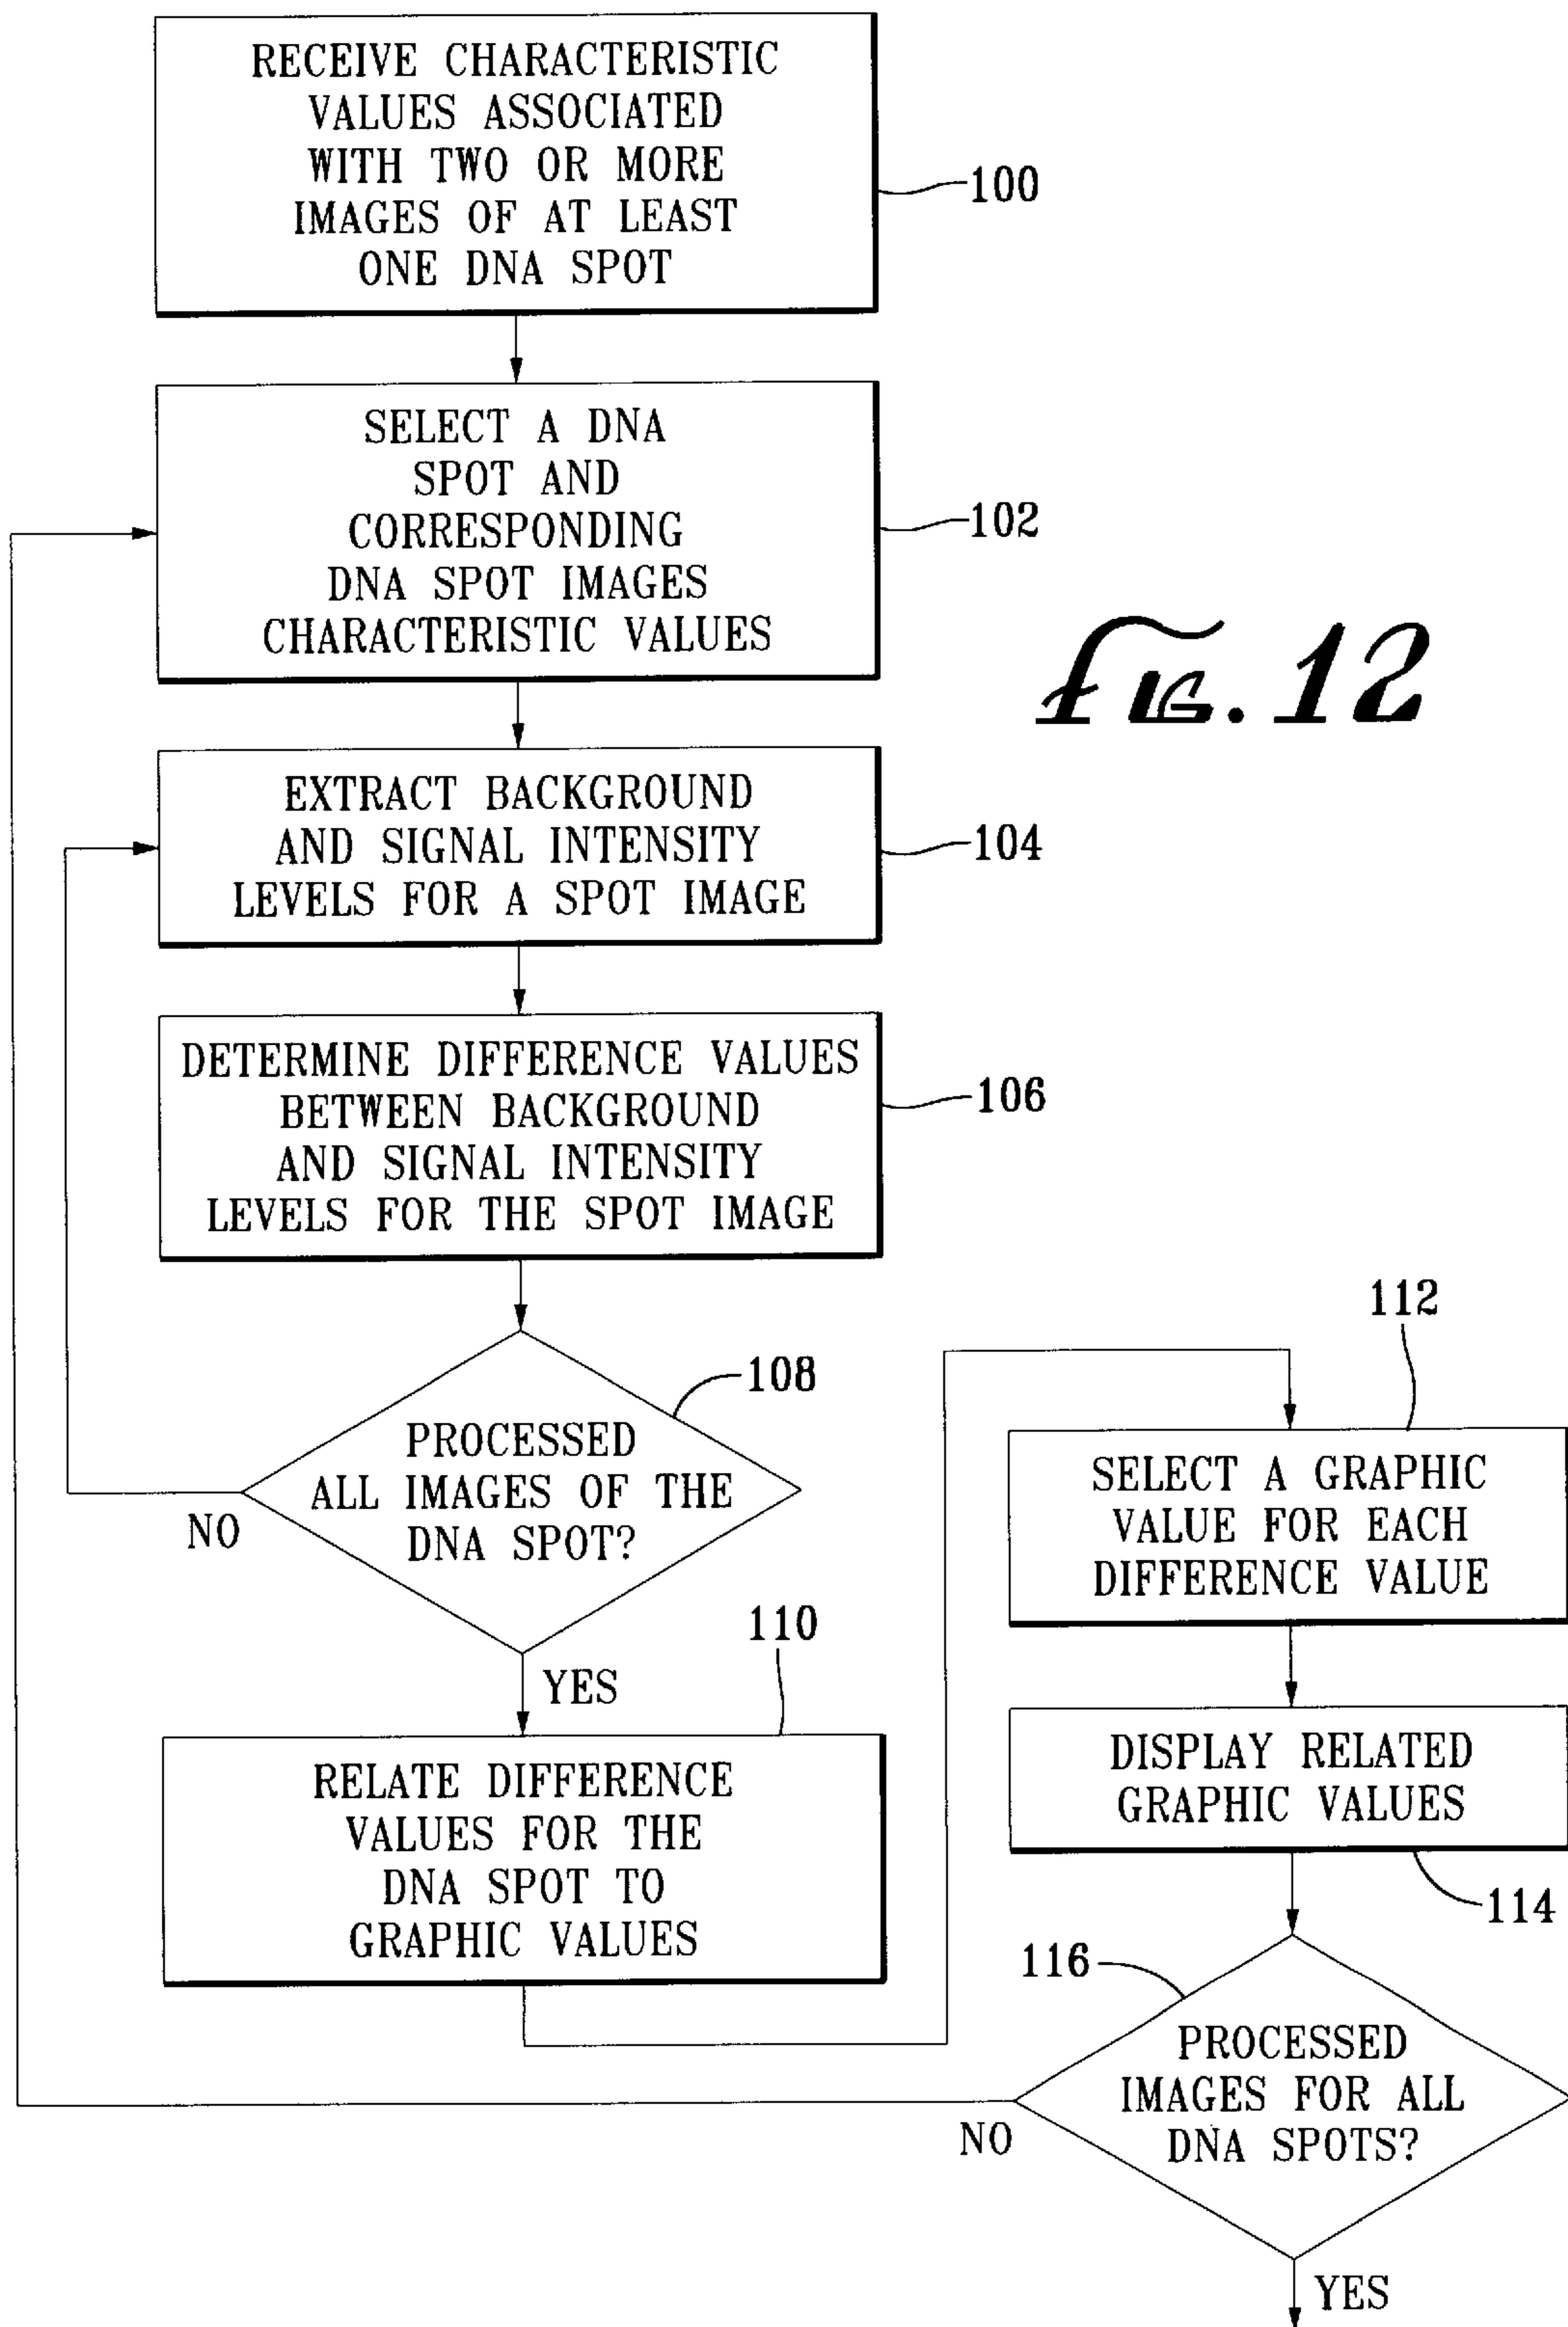 RECEIVE CHARACTERISTIC
VALUES ASSOCIATED
WITH TWO OR MORE
IMAGES OF AT LEAST
ONE DNA SPOT
100
SELECT A DNA
SPOT AND
CORRESPONDING
DNA SPOT IMAGES
CHARACTERISTIC VALUES
102
FIG. 12
EXTRACT BACKGROUND
AND SIGNAL INTENSITY
LEVELS FOR A SPOT IMAGE
104
DETERMINE DIFFERENCE VALUES
BETWEEN BACKGROUND
AND SIGNAL INTENSITY
LEVELS FOR THE SPOT IMAGE
106
108
PROCESSED
ALL IMAGES OF THE
DNA SPOT?
NO
YES
110
RELATE DIFFERENCE
VALUES FOR THE
DNA SPOT TO
GRAPHIC VALUES
112
SELECT A GRAPHIC
VALUE FOR EACH
DIFFERENCE VALUE
DISPLAY RELATED
GRAPHIC VALUES
114
116
PROCESSED
IMAGES FOR ALL
DNA SPOTS?
NO
YES